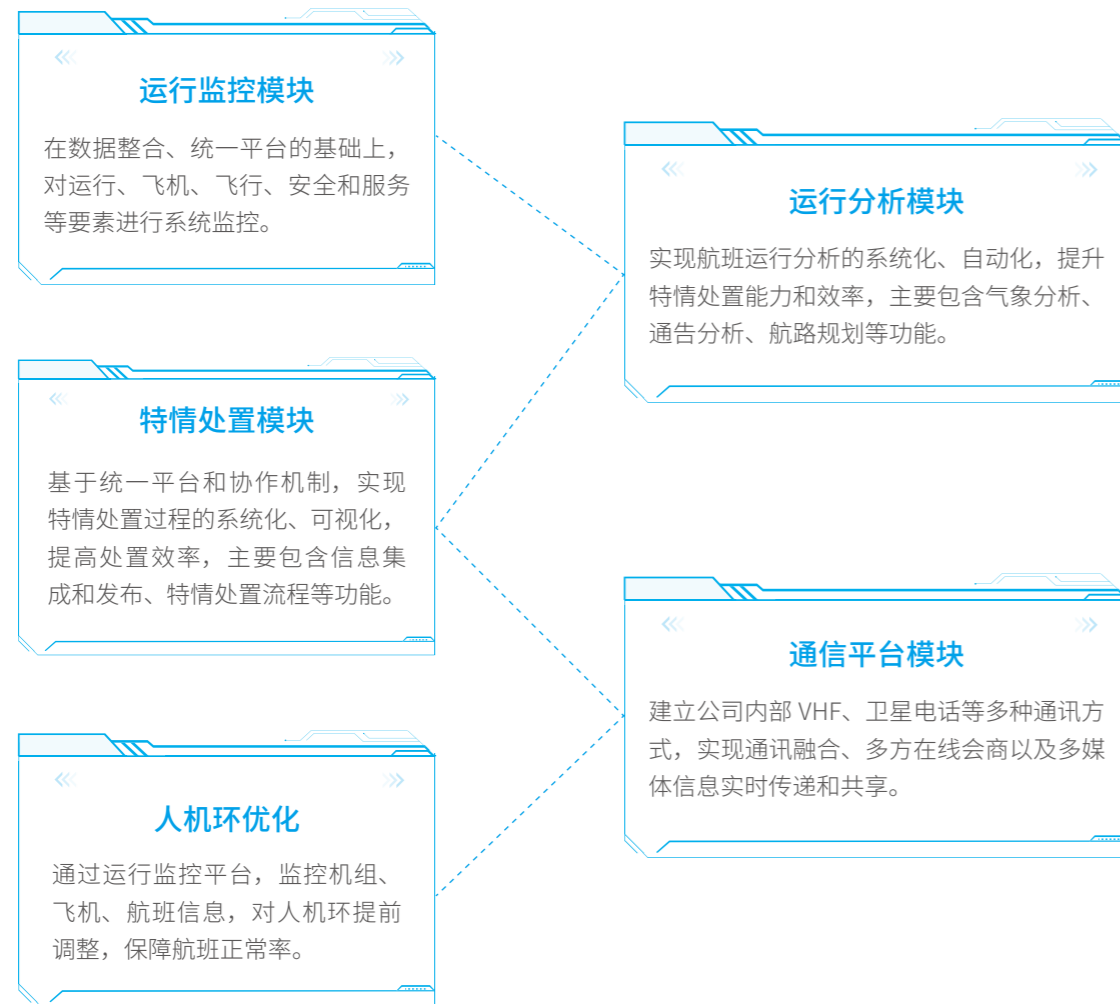 运行监控模块
在数据整合、统一平台的基础上，
对运行、飞机、飞行、安全和服务
等要素进行系统监控。
运行分析模块
实现航班运行分析的系统化、自动化，提升
特情处置能力和效率，主要包含气象分析、
通告分析、航路规划等功能。
特情处置模块
基于统一平台和协作机制，实现
特情处置过程的系统化、可视化，
提高处置效率，主要包含信息集
成和发布、特情处置流程等功能。
通信平台模块
建立公司内部 VHF、卫星电话等多种通讯方
式，实现通讯融合、多方在线会商以及多媒
体信息实时传递和共享。
人机环优化
通过运行监控平台，监控机组、
飞机、航班信息，对人机环提前
调整，保障航班正常率。